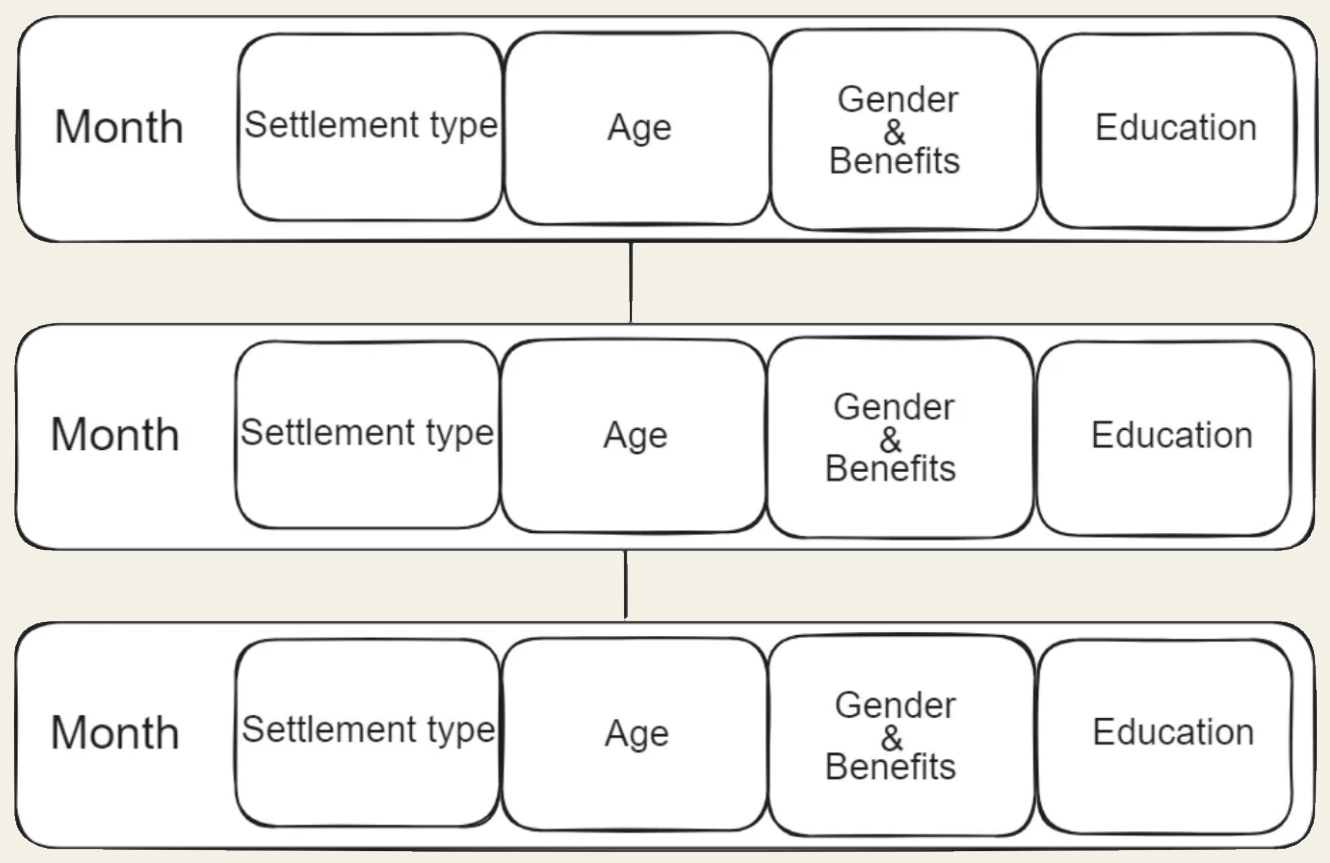 Month
Settlement type
Age
Gender
&
Benefits
Education
Month
Settlement type
Age
Gender
&
Benefits
Education
Month
Settlement type
Age
Gender
&
Benefits
Education